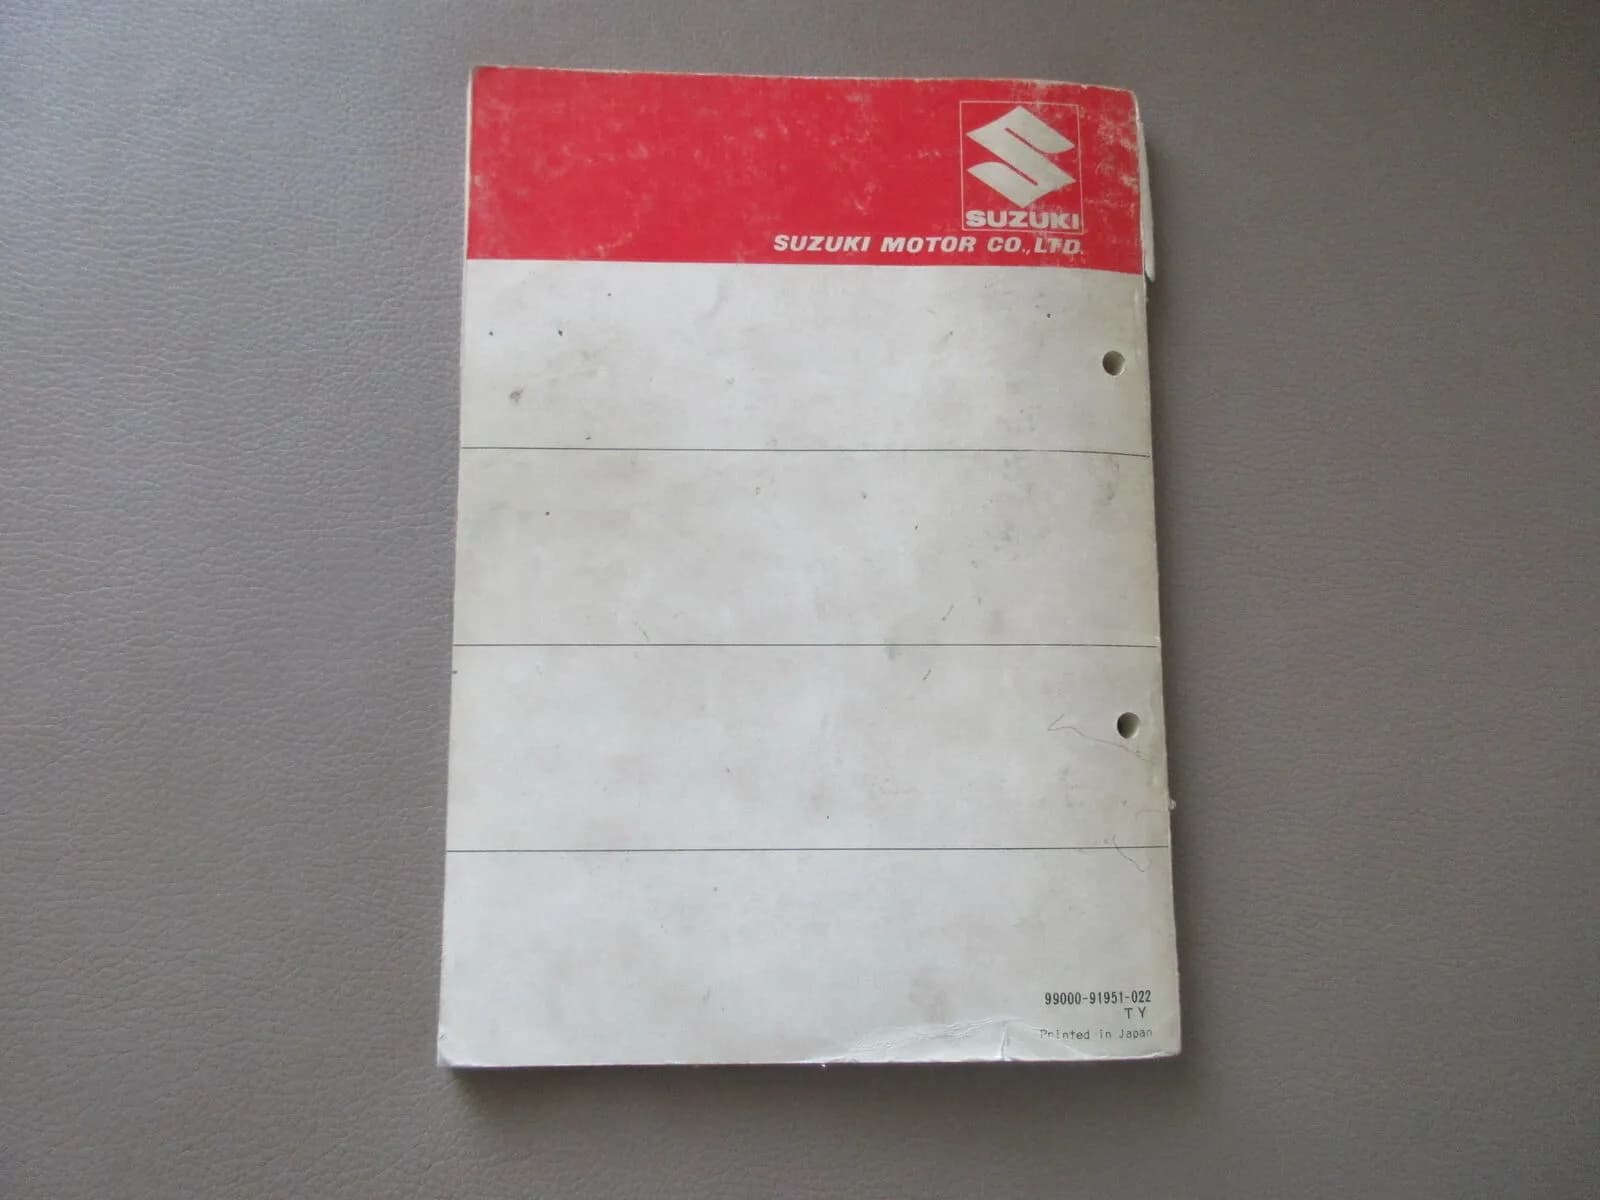 SUZUKI
SUZUKI MOTOR CO.,LTD.
99000-91951-022
TY
Printed in Japan